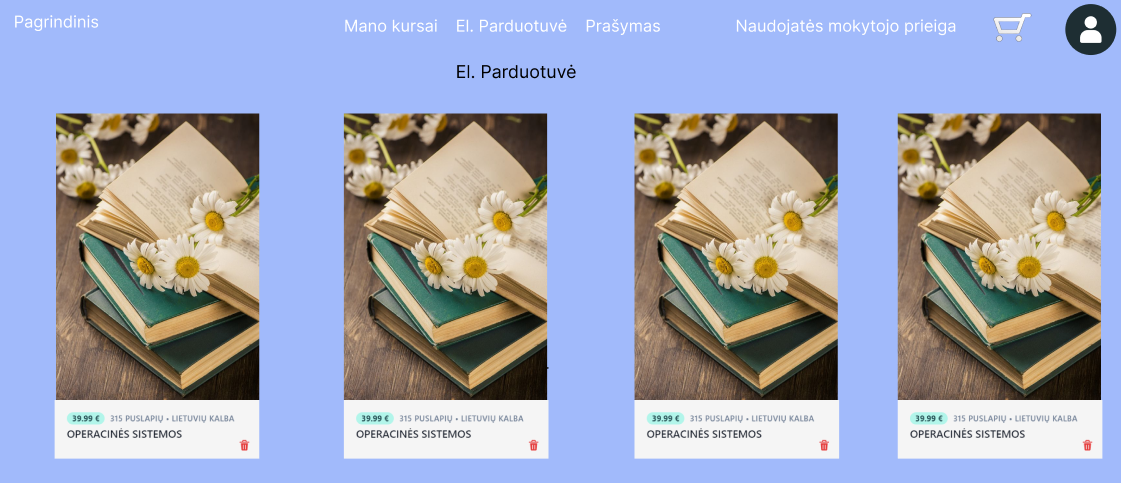 Pagrindinis
Mano kursai
El. Parduotuvė
Prašymas
Naudojatės mokytojo prieiga
El. Parduotuvė
39.99 € 315 PUSLAPIŲ • LIETUVIŲ KALBA
OPERACINĖS SISTEMOS
39.99 € 315 PUSLAPIŲ • LIETUVIŲ KALBA
OPERACINĖS SISTEMOS
39.99 € 315 PUSLAPIŲ • LIETUVIŲ KALBA
OPERACINĖS SISTEMOS
39.99 € 315 PUSLAPIŲ • LIETUVIŲ KALBA
OPERACINĖS SISTEMOS